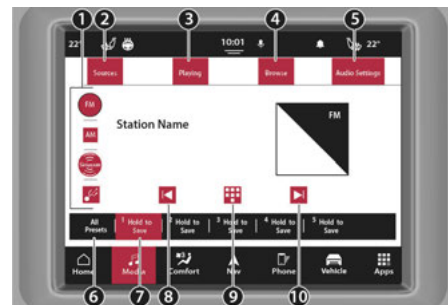 1 2 3 4 5
22° 10:01 22°
Sources Playing Browse Audio Settings
FM
FM
Station Name
AM
All Presets
1 Hold to Save
2 Hold to Save
3 Hold to Save
4 Hold to Save
5 Hold to Save
Home Media Comfort Nav Phone Vehicle Apps
6 7 8 9 10